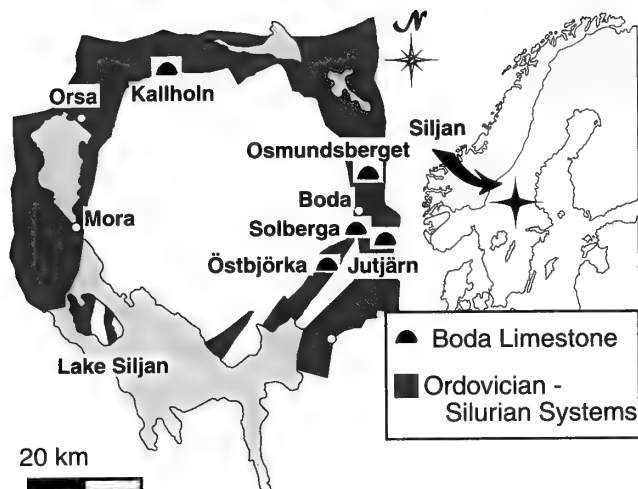 N
Orsa
Kallholn
Siljan
Osmundsberget
Boda
Mora
Solberga
Östbjörka
Jutjärn
Lake Siljan
Boda Limestone
Ordovician -
Silurian Systems
20 km